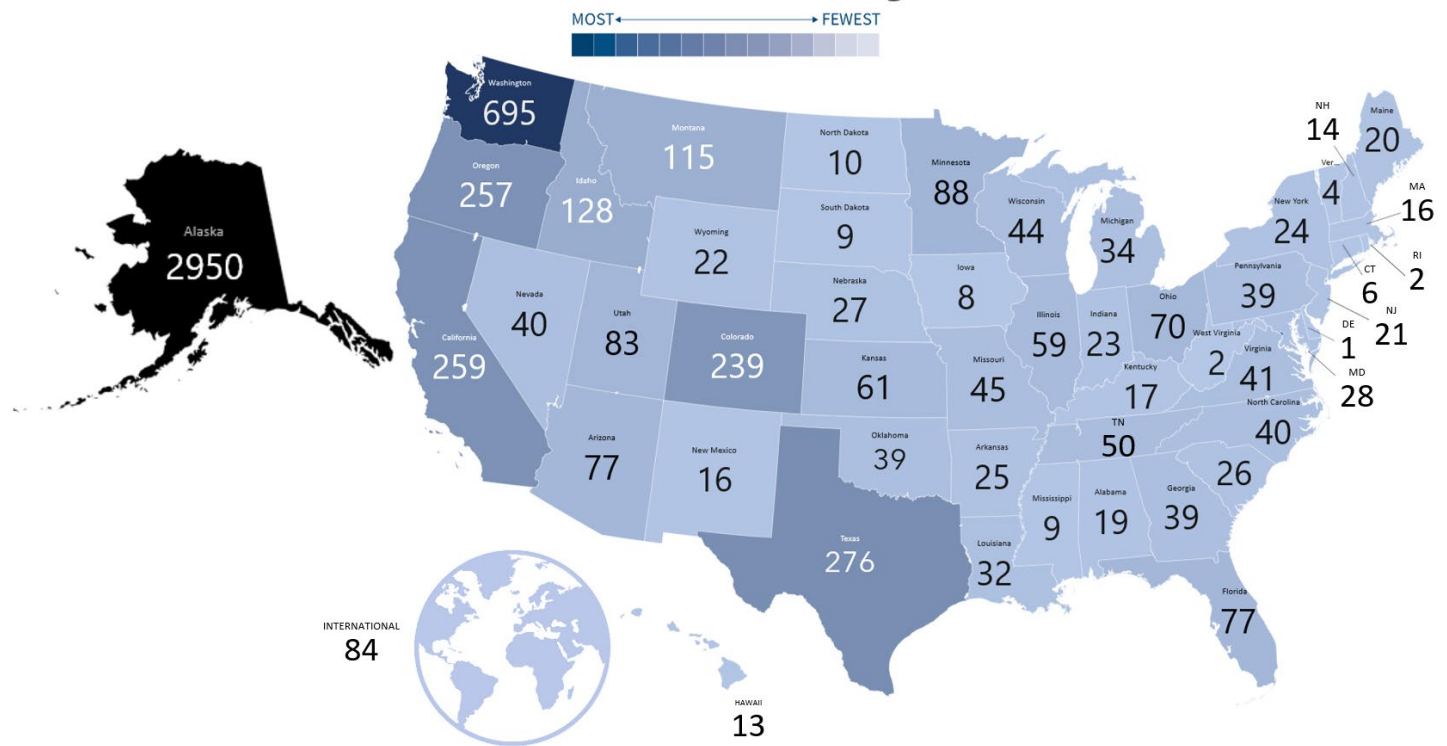 MOST
FEWEST
Washington
695
Montana
115
North Dakota
10
Minnesota
88
NH
14
Maine
20
Oregon
257
Idaho
128
Ver...
4
MA
16
Wyoming
22
South Dakota
9
Wisconsin
44
Michigan
34
New York
24
Alaska
2950
RI
2
CT
6
Nevada
40
Utah
83
Nebraska
27
Iowa
8
Illinois
59
Indiana
23
Ohio
70
Pennsylvania
39
NJ
21
DE
1
MD
28
California
259
Colorado
239
Kansas
61
Missouri
45
Kentucky
17
West Virginia
2
Virginia
41
North Carolina
40
TN
50
Arizona
77
New Mexico
16
Oklahoma
39
Arkansas
25
26
Mississippi
9
Alabama
19
Georgia
39
Texas
276
Louisiana
32
Florida
77
INTERNATIONAL
84
HAWAII
13